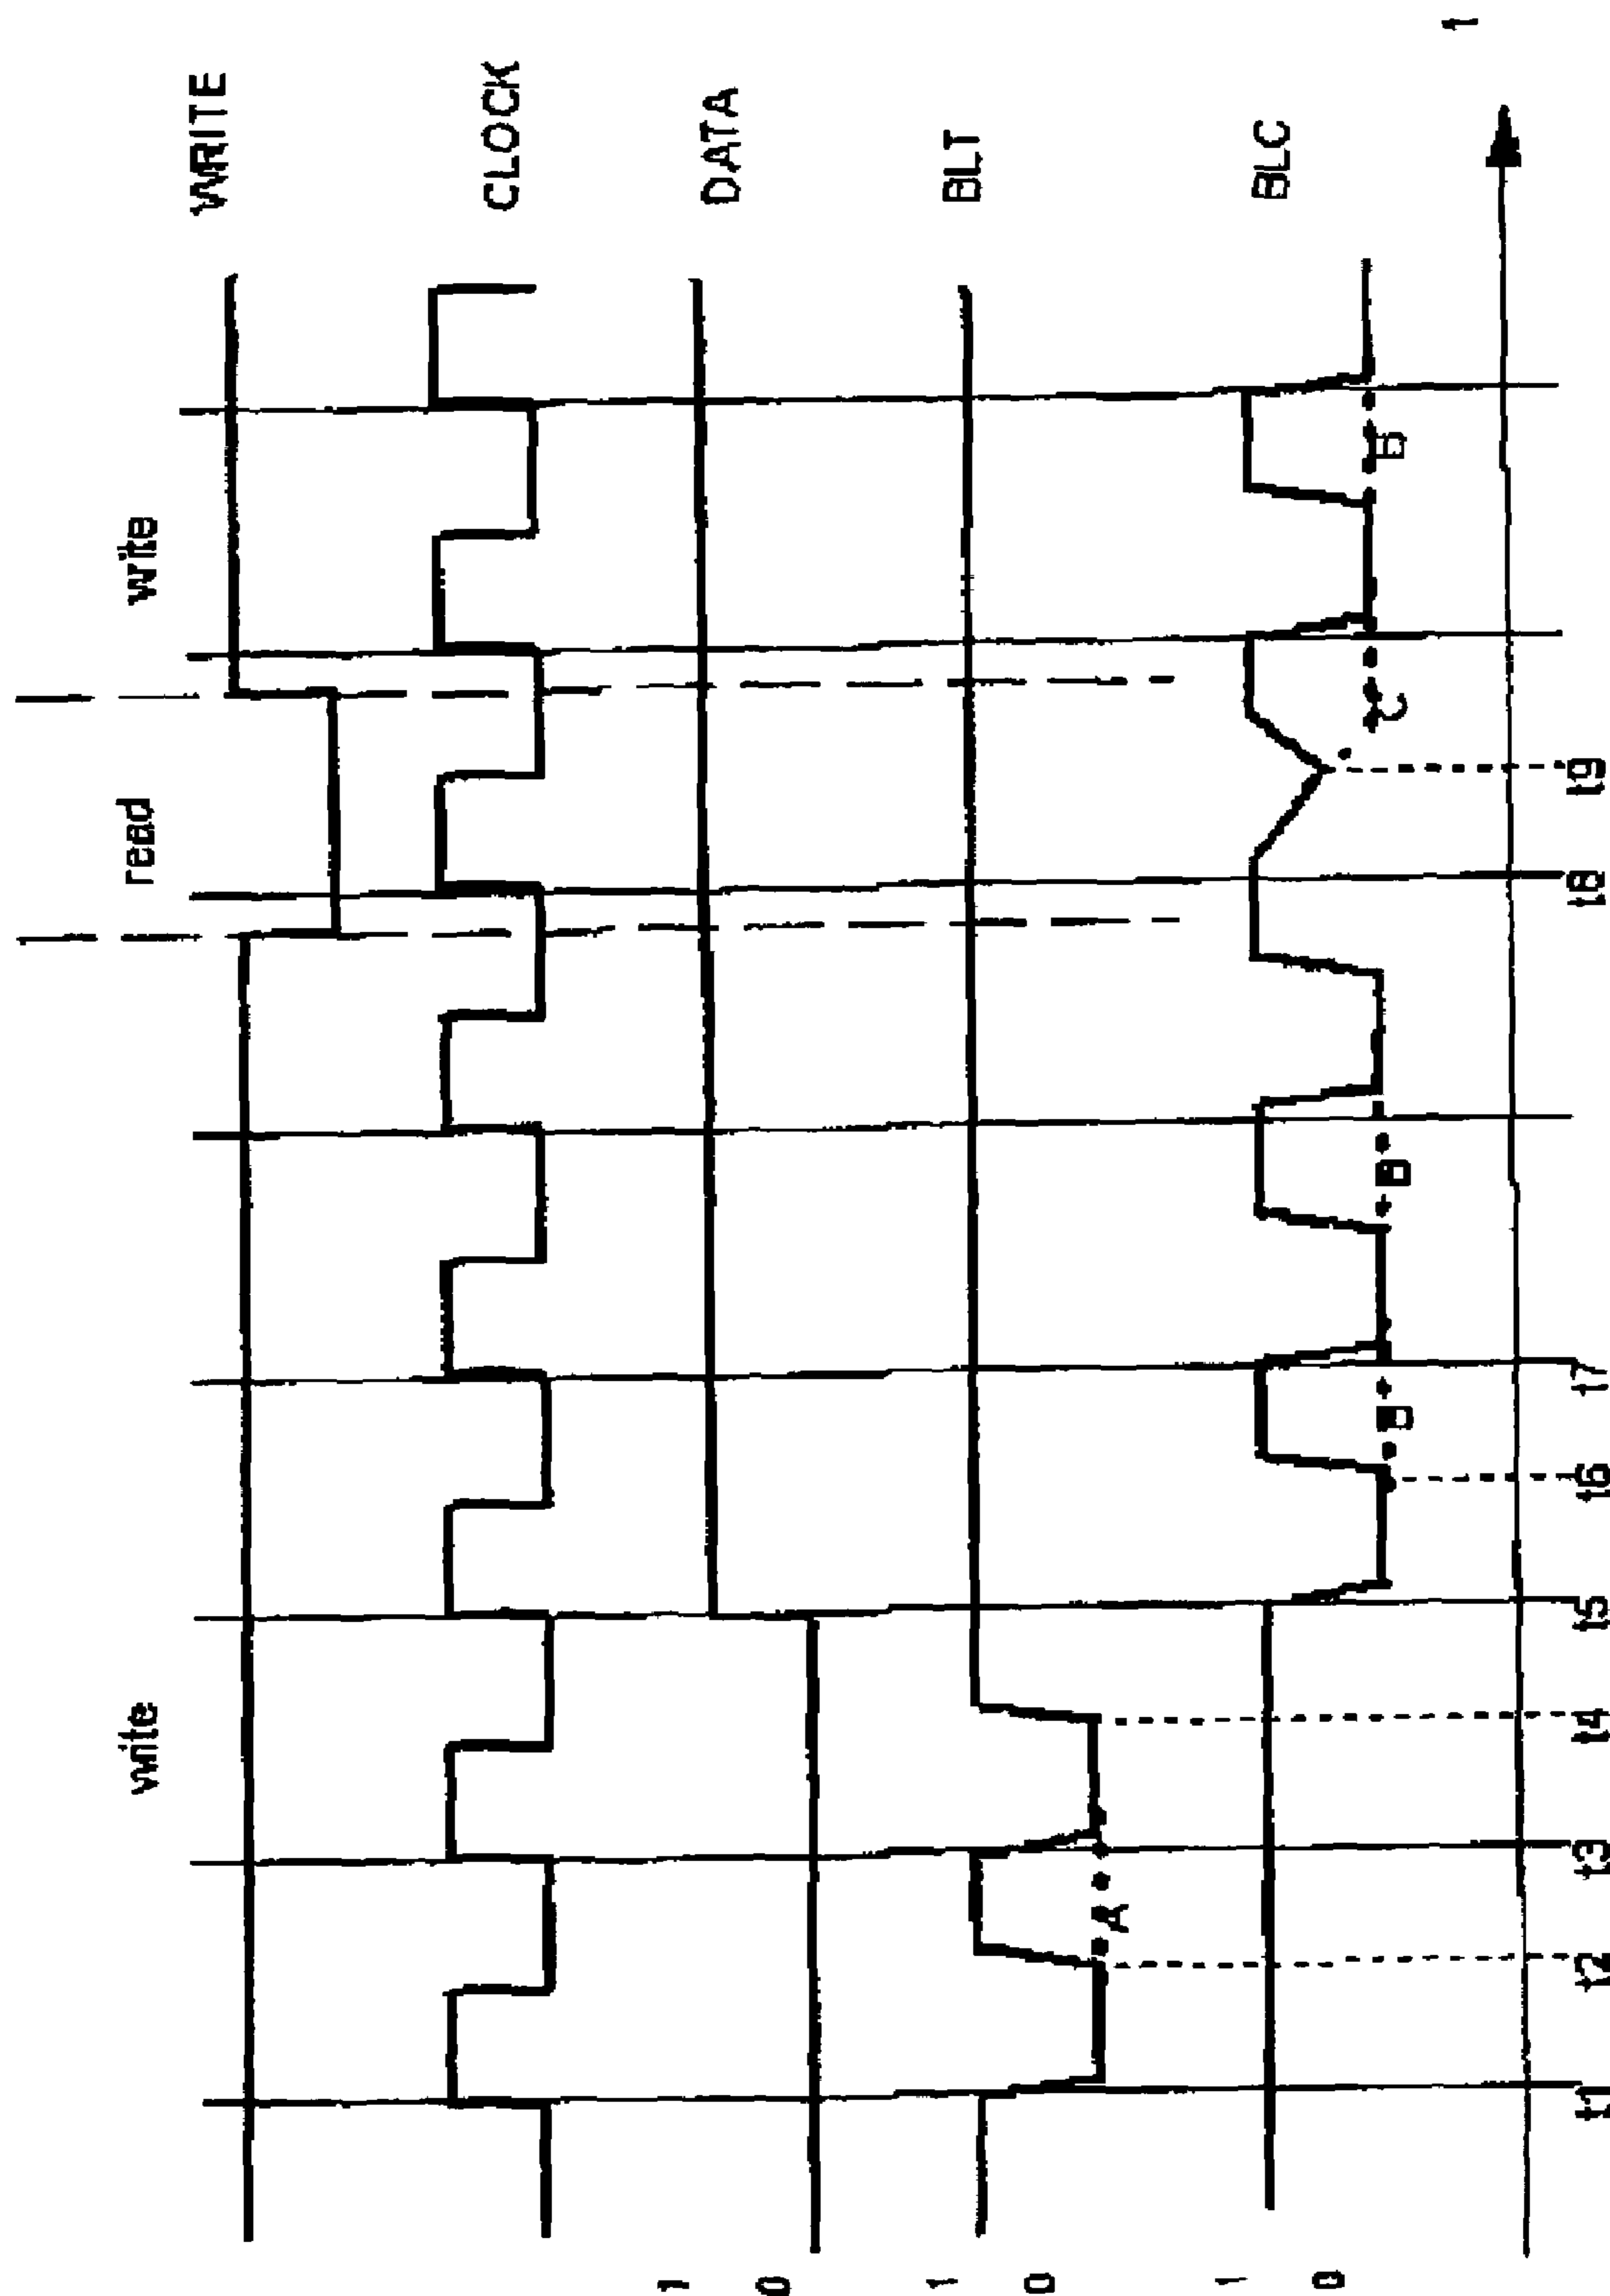 write read write
WRITE
CLOCK
1 DATA
0
1 BLT
0 A
1 BLC
0 B B C B
t
t1 t2 t3 t4 t5 t6 t7 t8 t9